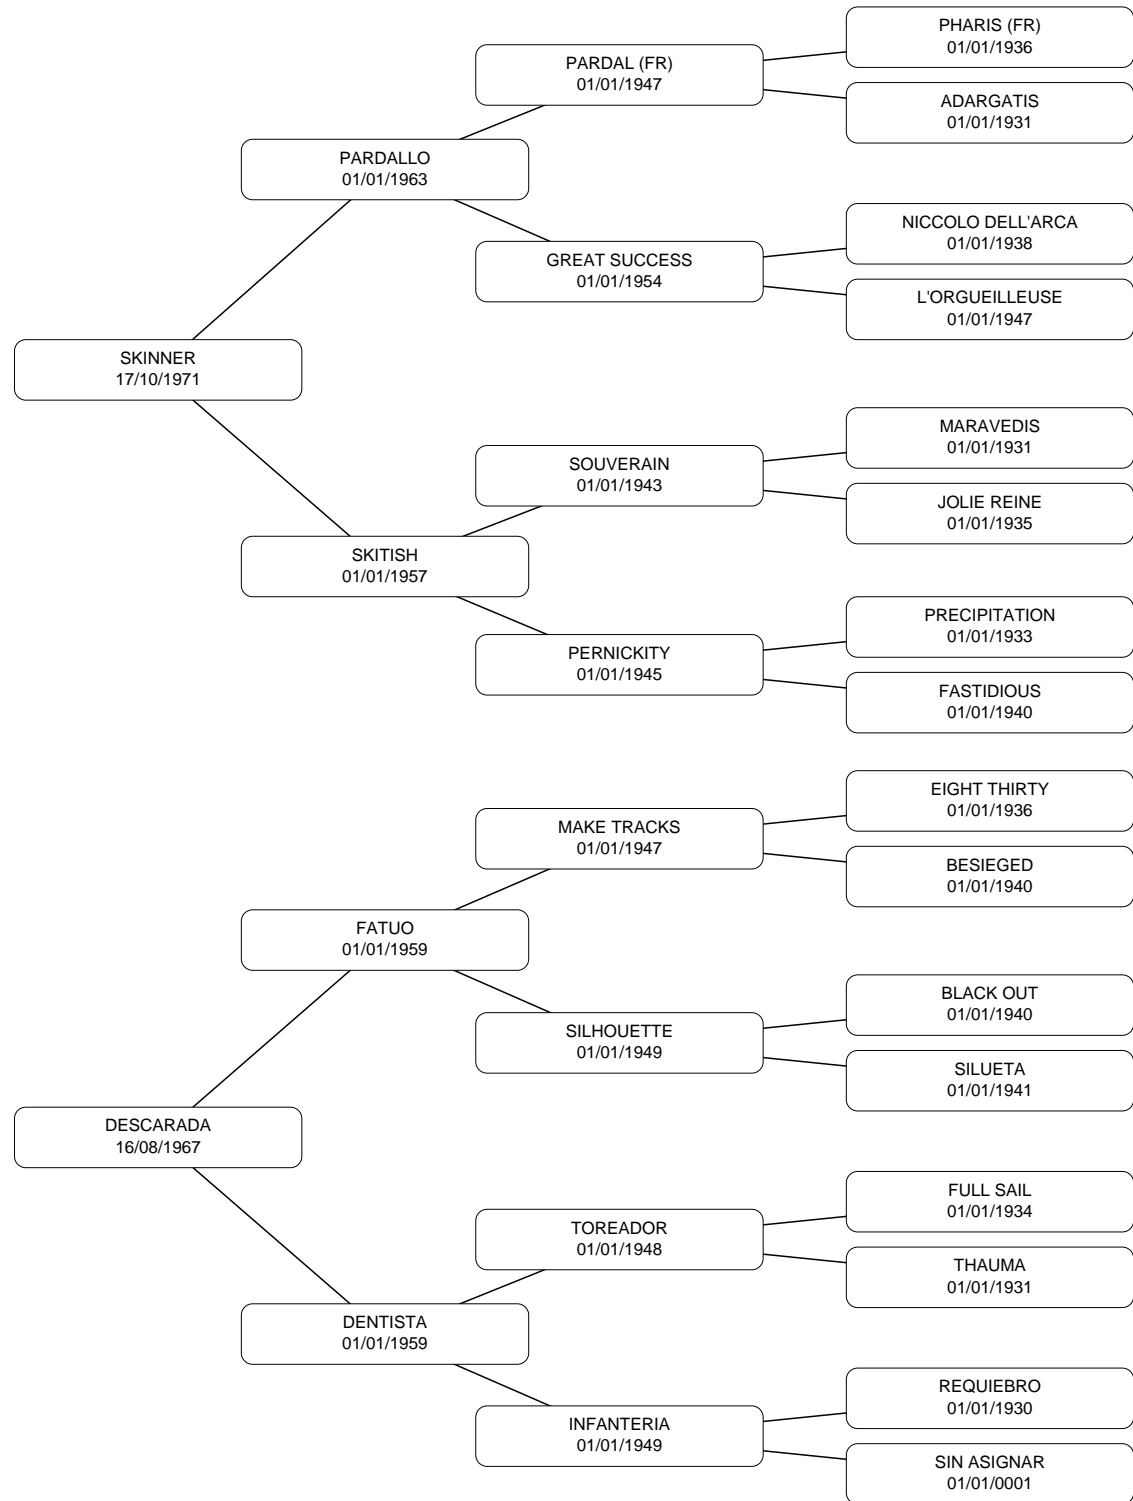 PHARIS (FR)
01/01/1936
PARDAL (FR)
01/01/1947
ADARGATIS
01/01/1931
PARDALLO
01/01/1963
NICCOLO DELL'ARCA
01/01/1938
GREAT SUCCESS
01/01/1954
L'ORGUEILLEUSE
01/01/1947
SKINNER
17/10/1971
MARAVEDIS
01/01/1931
SOUVERAIN
01/01/1943
JOLIE REINE
01/01/1935
SKITISH
01/01/1957
PRECIPITATION
01/01/1933
PERNICKITY
01/01/1945
FASTIDIOUS
01/01/1940
EIGHT THIRTY
01/01/1936
MAKE TRACKS
01/01/1947
BESIEGED
01/01/1940
FATUO
01/01/1959
BLACK OUT
01/01/1940
SILHOUETTE
01/01/1949
SILUETA
01/01/1941
DESCARADA
16/08/1967
FULL SAIL
01/01/1934
TOREADOR
01/01/1948
THAUMA
01/01/1931
DENTISTA
01/01/1959
REQUIEBRO
01/01/1930
INFANTERIA
01/01/1949
SIN ASIGNAR
01/01/0001